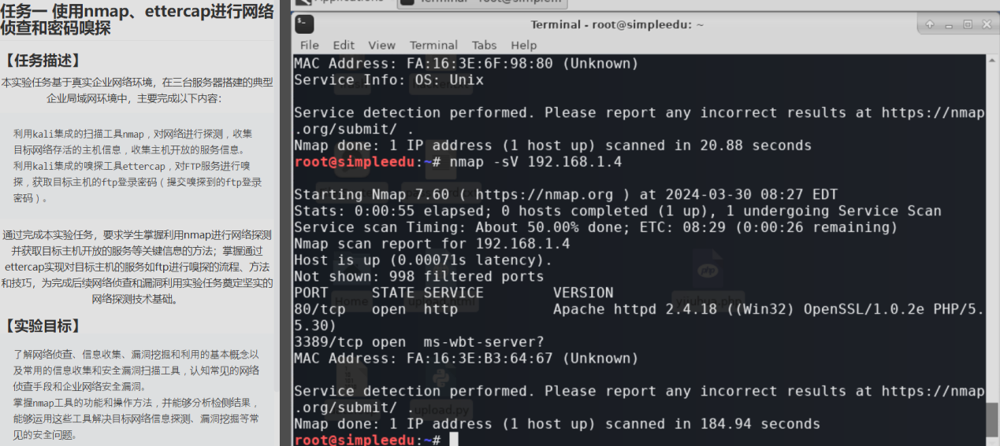 任务一 使用nmap、ettercap进行网络
侦查和密码嗅探
【任务描述】
本实验任务基于真实企业网络环境，在三台服务器搭建的典型
企业局域网环境中，主要完成以下内容：
利用kali集成的扫描工具nmap，对网络进行探测，收集
目标网络存活的主机信息，收集主机开放的服务信息。
利用kali集成的嗅探工具ettercap，对FTP服务进行嗅
探，获取目标主机的ftp登录密码（提交嗅探到的ftp登录
密码）。
通过完成本实验任务，要求学生掌握利用nmap进行网络探测
并获取目标主机开放的服务等关键信息的方法；掌握通过
ettercap实现对目标主机的服务如ftp进行嗅探的流程、方法
和技巧，为完成后续网络侦查和漏洞利用实验任务奠定坚实的
网络探测技术基础。
【实验目标】
了解网络侦查、信息收集、漏洞挖掘和利用的基本概念以
及常用的信息收集和安全漏洞扫描工具，认知常见的网络
侦查手段和企业网络安全漏洞。
掌握nmap工具的功能和操作方法，并能够分析检测结果，
能够运用这些工具解决目标网络信息探测、漏洞挖掘等常
见的安全问题。
Terminal - root@simpleedu: ~
File Edit View Terminal Tabs Help
MAC Address: FA:16:3E:6F:98:80 (Unknown)
Service Info: OS: Unix
Service detection performed. Please report any incorrect results at https://nmap
.org/submit/ .
Nmap done: 1 IP address (1 host up) scanned in 20.88 seconds
root@simpleedu:~# nmap -sV 192.168.1.4
Starting Nmap 7.60 ( https://nmap.org ) at 2024-03-30 08:27 EDT
Stats: 0:00:55 elapsed; 0 hosts completed (1 up), 1 undergoing Service Scan
Service scan Timing: About 50.00% done; ETC: 08:29 (0:00:26 remaining)
Nmap scan report for 192.168.1.4
Host is up (0.00071s latency).
Not shown: 998 filtered ports
PORT STATE SERVICE VERSION
80/tcp open http Apache httpd 2.4.18 ((Win32) OpenSSL/1.0.2e PHP/5.
5.30)
3389/tcp open ms-wbt-server?
MAC Address: FA:16:3E:B3:64:67 (Unknown)
Service detection performed. Please report any incorrect results at https://nmap
.org/submit/ .
Nmap done: 1 IP address (1 host up) scanned in 184.94 seconds
root@simpleedu:~#
Home
upload.html
yijuhua.php
upload.py